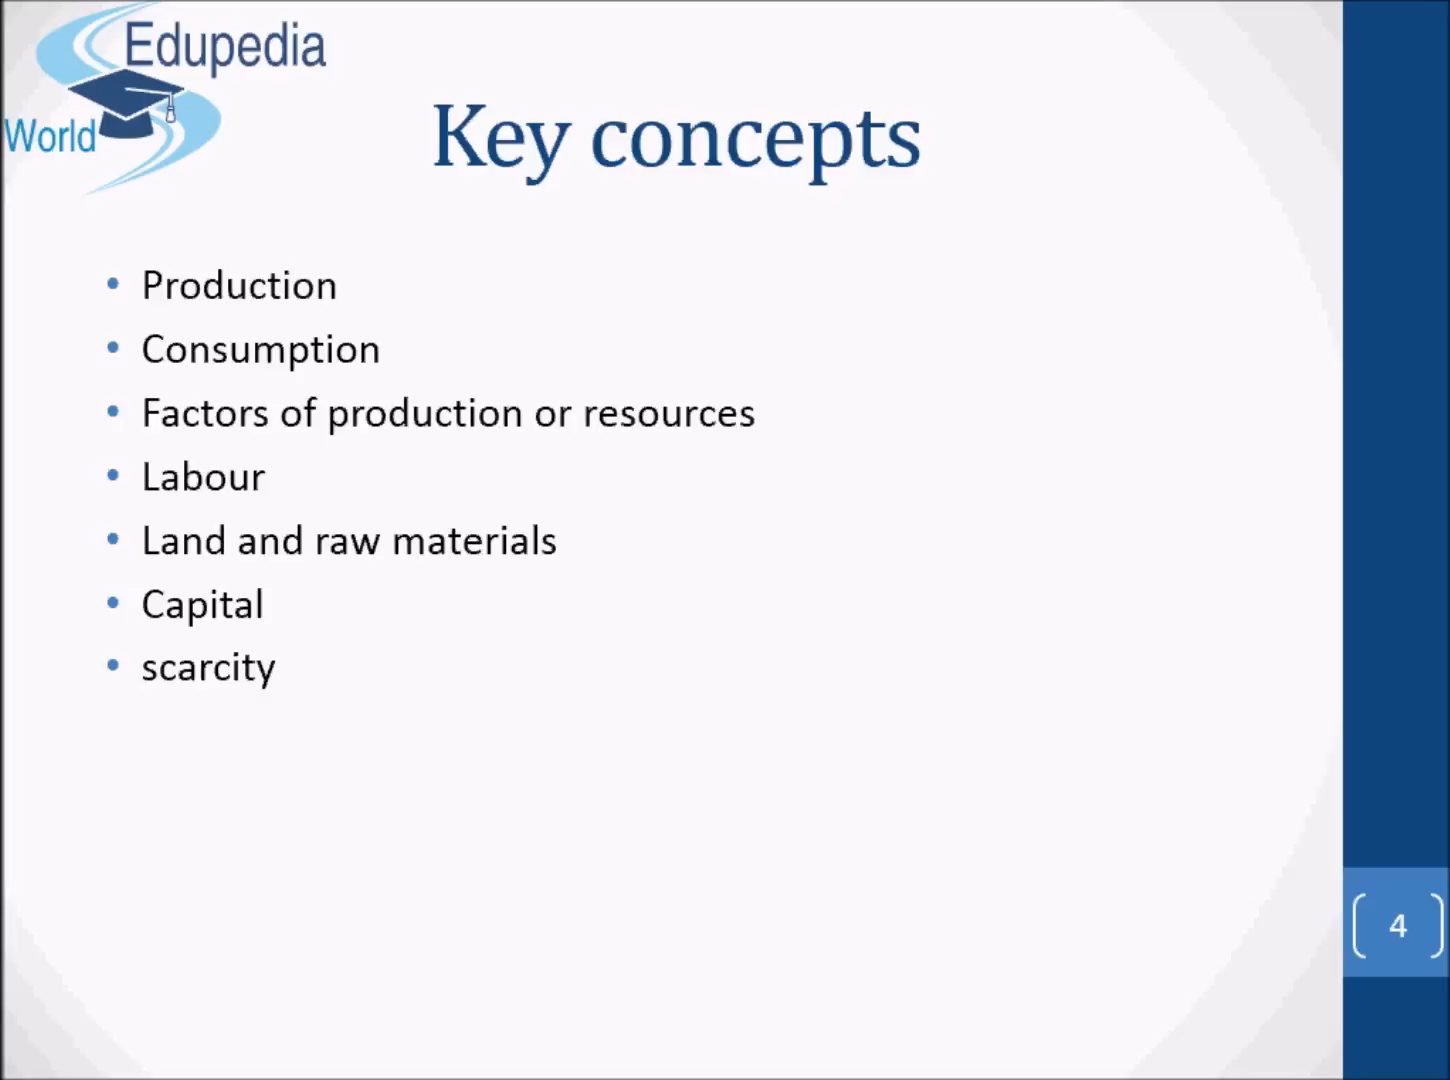 Edupedia
World
Key concepts
• Production
• Consumption
• Factors of production or resources
• Labour
• Land and raw materials
• Capital
• scarcity
4